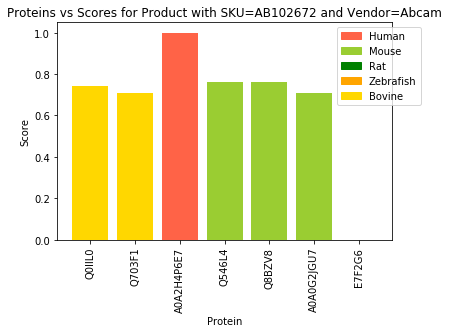 Proteins vs Scores for Product with SKU=AB102672 and Vendor=Abcam
Human
Mouse
Rat
Zebrafish
Bovine
Score
1.0
0.8
0.6
0.4
0.2
0.0
Q0IIL0
Q703F1
A0A2H4P6E7
Q546L4
Q8BZV8
A0A0G2JGU7
E7F2G6
Protein